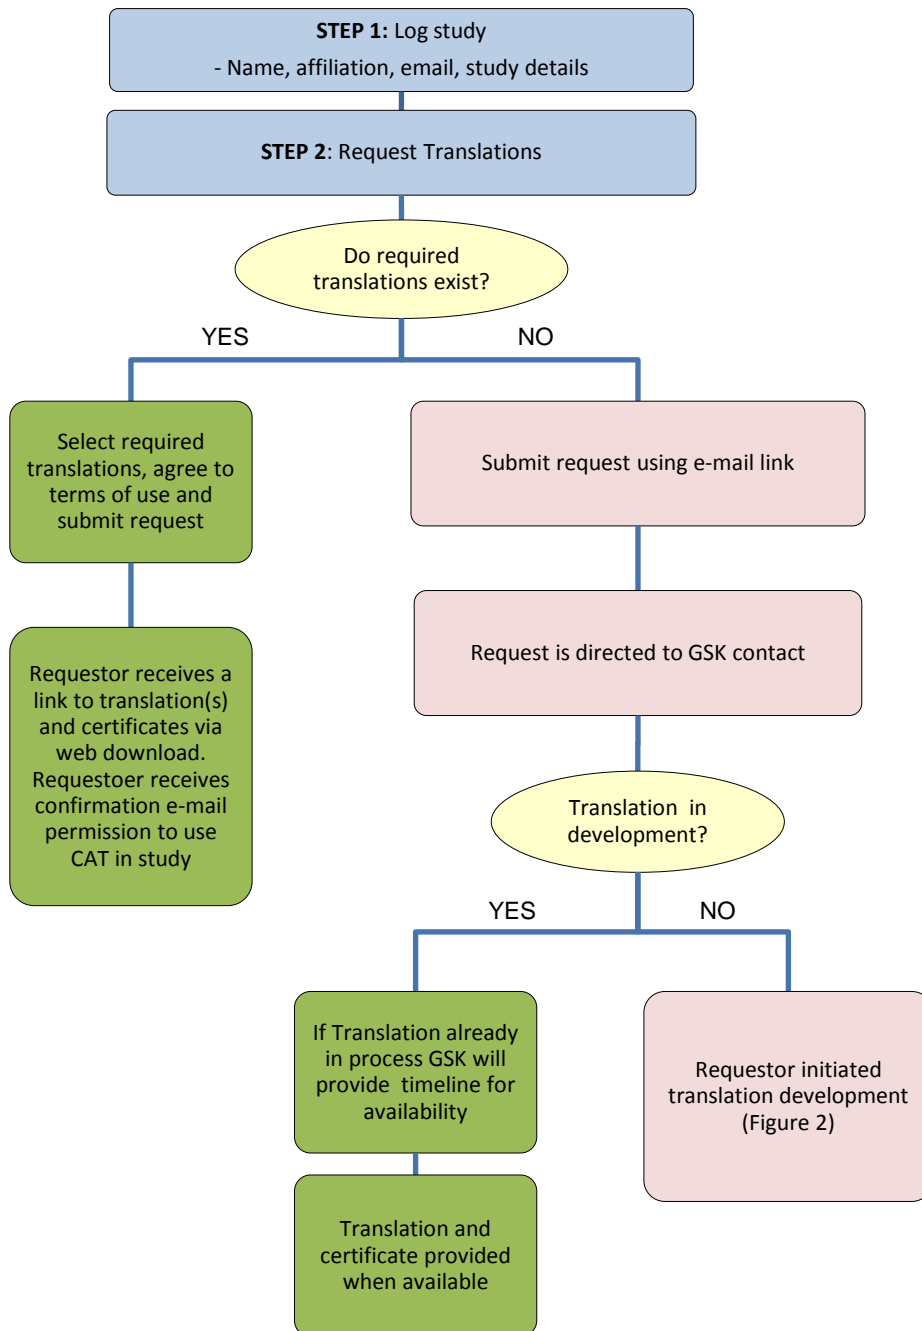 STEP 1: Log study
- Name, affiliation, email, study details
STEP 2: Request Translations
Do required
translations exist?
YES
NO
Select required
translations, agree to
terms of use and
submit request
Submit request using e-mail link
Requestor receives a
link to translation(s)
and certificates via
web download.
Requestoer receives
confirmation e-mail
permission to use
CAT in study
Request is directed to GSK contact
Translation in
development?
YES
NO
If Translation already
in process GSK will
provide timeline for
availability
Requestor initiated
translation development
(Figure 2)
Translation and
certificate provided
when available